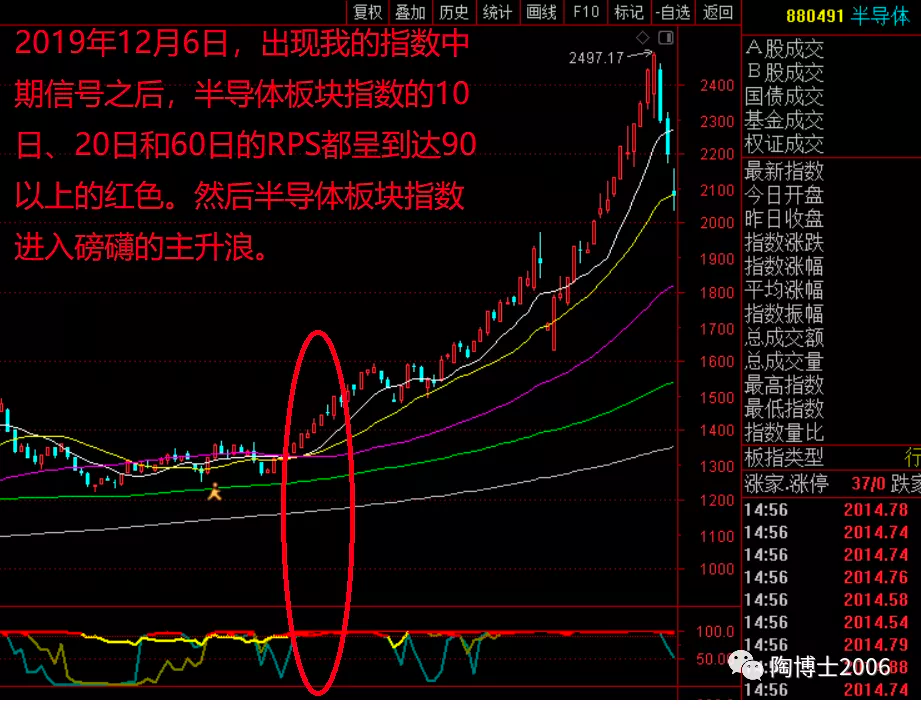 复权 叠加 历史 统计 画线 F10 标记 -自选 返回
880491 半导体
2019年12月6日，出现我的指数中
期信号之后，半导体板块指数的10
日、20日和60日的RPS都呈到达90
以上的红色。然后半导体板块指数
进入磅礴的主升浪。
2497.17
2400
2300
2200
2100
2000
1900
1800
1700
1600
1500
1400
1300
1200
1100
1000
100.0
50.00
A股成交
B股成交
国债成交
基金成交
权证成交
最新指数
今日开盘
昨日收盘
指数涨跌
指数涨幅
平均涨幅
指数振幅
总成交额
总成交量
最高指数
最低指数
指数量比
板指类型 行
涨家.涨停 37/0 跌家
14:56 2014.78
14:56 2014.74
14:56 2014.74
14:56 2014.76
14:56 2014.58
14:56 2014.54
14:56 2014.79
陶博士2006
14:56 2014.74